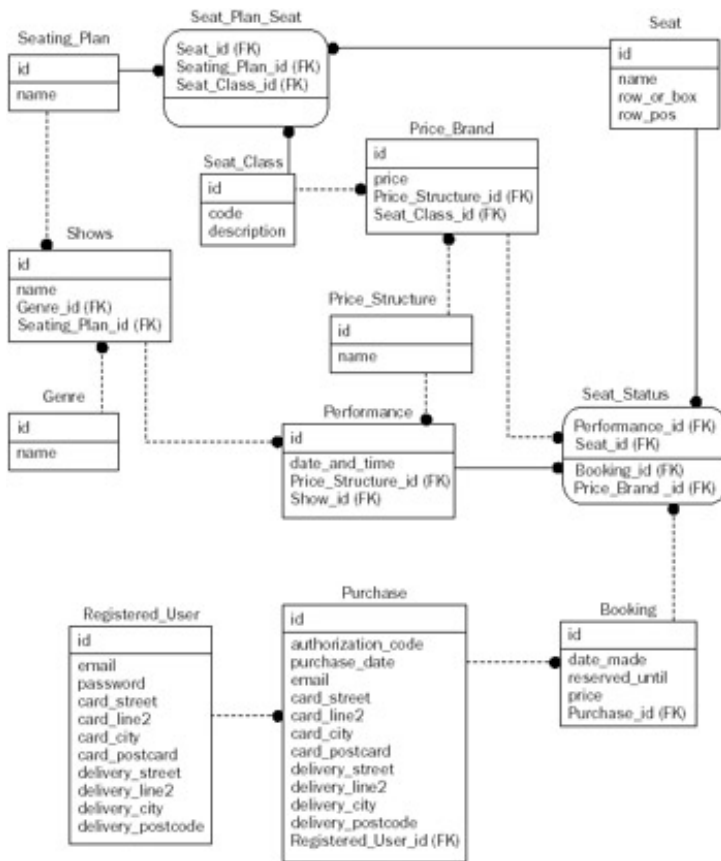 Seating_Plan
id
name
Seat_Plan_Seat
Seat_id (FK)
Seating_Plan_id (FK)
Seat_Class_id (FK)
Seat
id
name
row_or_box
row_pos
Seat_Class
id
code
description
Price_Brand
id
price
Price_Structure_id (FK)
Seat_Class_id (FK)
Shows
id
name
Genre_id (FK)
Seating_Plan_id (FK)
Price_Structure
id
name
Genre
id
name
Performance
id
date_and_time
Price_Structure_id (FK)
Show_id (FK)
Seat_Status
Performance_id (FK)
Seat_id (FK)
Booking_id (FK)
Price_Brand _id (FK)
Registered_User
id
email
password
card_street
card_line2
card_city
card_postcard
delivery_street
delivery_line2
delivery_city
delivery_postcode
Purchase
id
authorization_code
purchase_date
email
card_street
card_line2
card_city
card_postcard
delivery_street
delivery_line2
delivery_city
delivery_postcode
Registered_User_id (FK)
Booking
id
date_made
reserved_until
price
Purchase_id (FK)